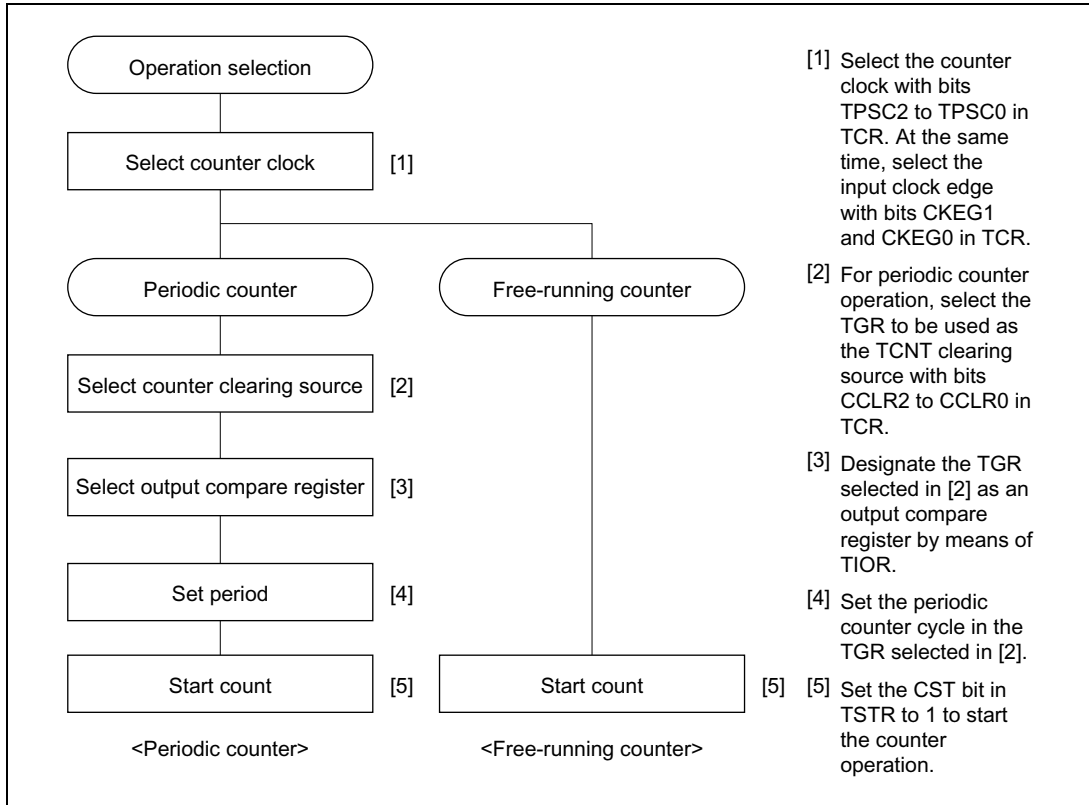 Operation selection
Select counter clock [1]
Periodic counter
Free-running counter
Select counter clearing source [2]
Select output compare register [3]
Set period [4]
Start count [5]
Start count [5]
<Periodic counter>
<Free-running counter>
[1] Select the counter
clock with bits
TPSC2 to TPSC0 in
TCR. At the same
time, select the
input clock edge
with bits CKEG1
and CKEG0 in TCR.
[2] For periodic counter
operation, select the
TGR to be used as
the TCNT clearing
source with bits
CCLR2 to CCLR0 in
TCR.
[3] Designate the TGR
selected in [2] as an
output compare
register by means of
TIOR.
[4] Set the periodic
counter cycle in the
TGR selected in [2].
[5] Set the CST bit in
TSTR to 1 to start
the counter
operation.